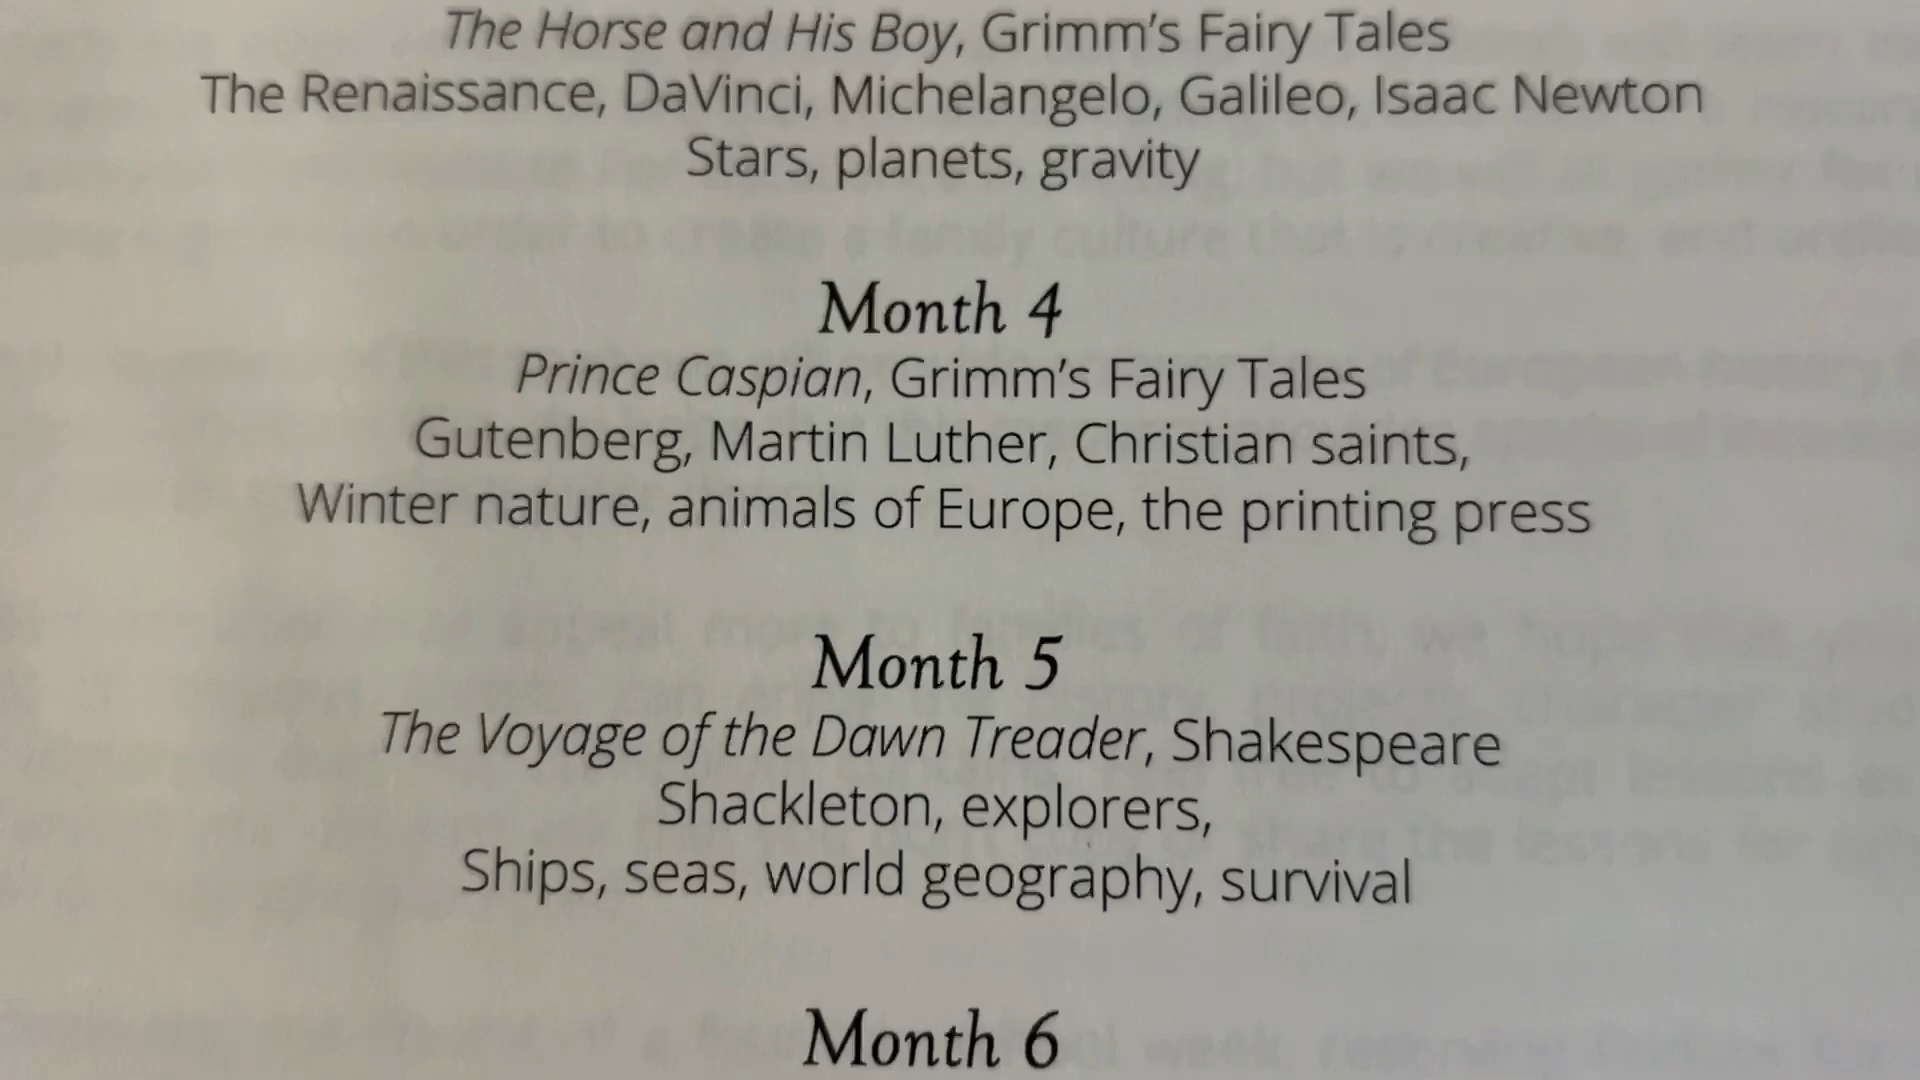 The Horse and His Boy, Grimm's Fairy Tales
The Renaissance, DaVinci, Michelangelo, Galileo, Isaac Newton
Stars, planets, gravity
Month 4
Prince Caspian, Grimm's Fairy Tales
Gutenberg, Martin Luther, Christian saints,
Winter nature, animals of Europe, the printing press
Month 5
The Voyage of the Dawn Treader, Shakespeare
Shackleton, explorers,
Ships, seas, world geography, survival
Month 6